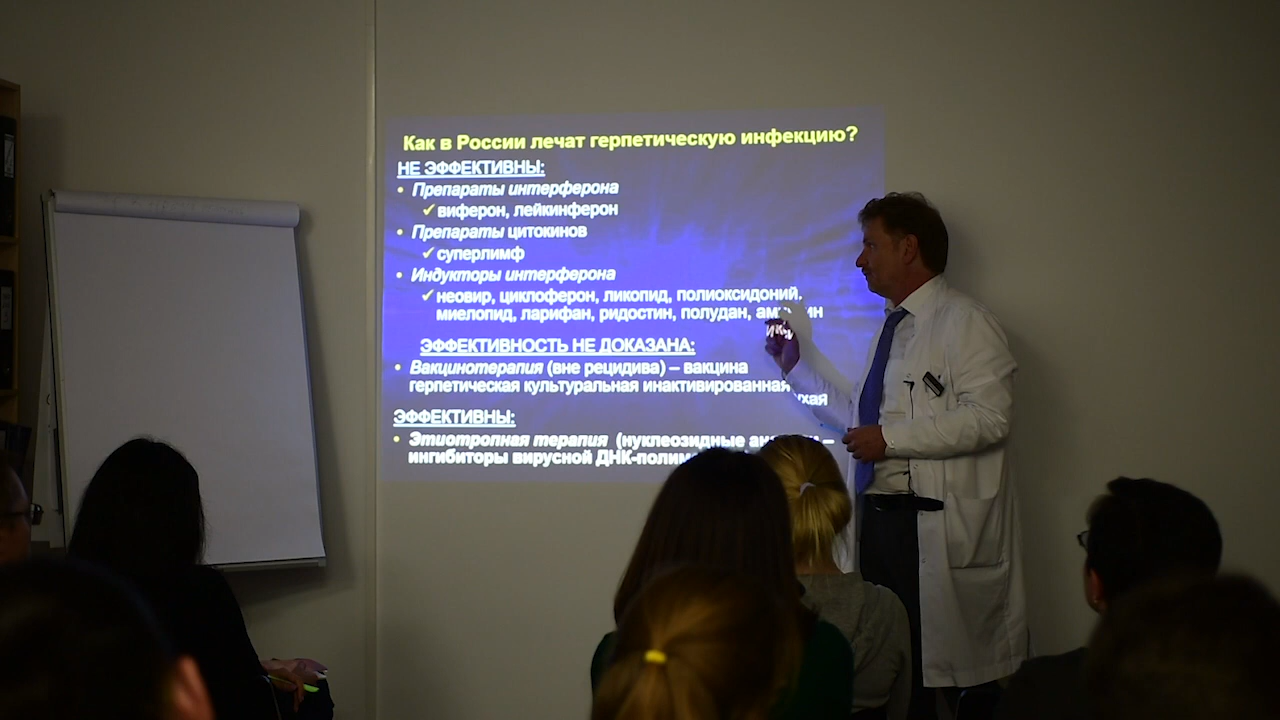 Как в России лечат герпетическую инфекцию?
НЕ ЭФФЕКТИВНЫ:
• Препараты интерферона
✓ виферон, лейкинферон
• Препараты цитокинов
✓ суперлимф
• Индукторы интерферона
✓ неовир, циклоферон, ликопид, полиоксидоний,
миелопид, ларифан, ридостин, полудан,
ЭФФЕКТИВНОСТЬ НЕ ДОКАЗАНА:
• Вакцинотерапия (вне рецидива) – вакцина
герпетическая культуральная инактивированная
ЭФФЕКТИВНЫ:
• Этиотропная терапия (нуклеозидные –
ингибиторы вирусной